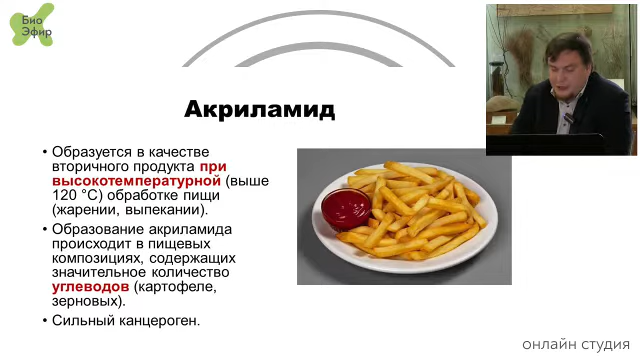 Био
Эфир
Акриламид
• Образуется в качестве
вторичного продукта при
высокотемпературной (выше
120 °C) обработке пищи
(жарении, выпекании).
• Образование акриламида
происходит в пищевых
композициях, содержащих
значительное количество
углеводов (картофеле,
зерновых).
• Сильный канцероген.
онлайн студия